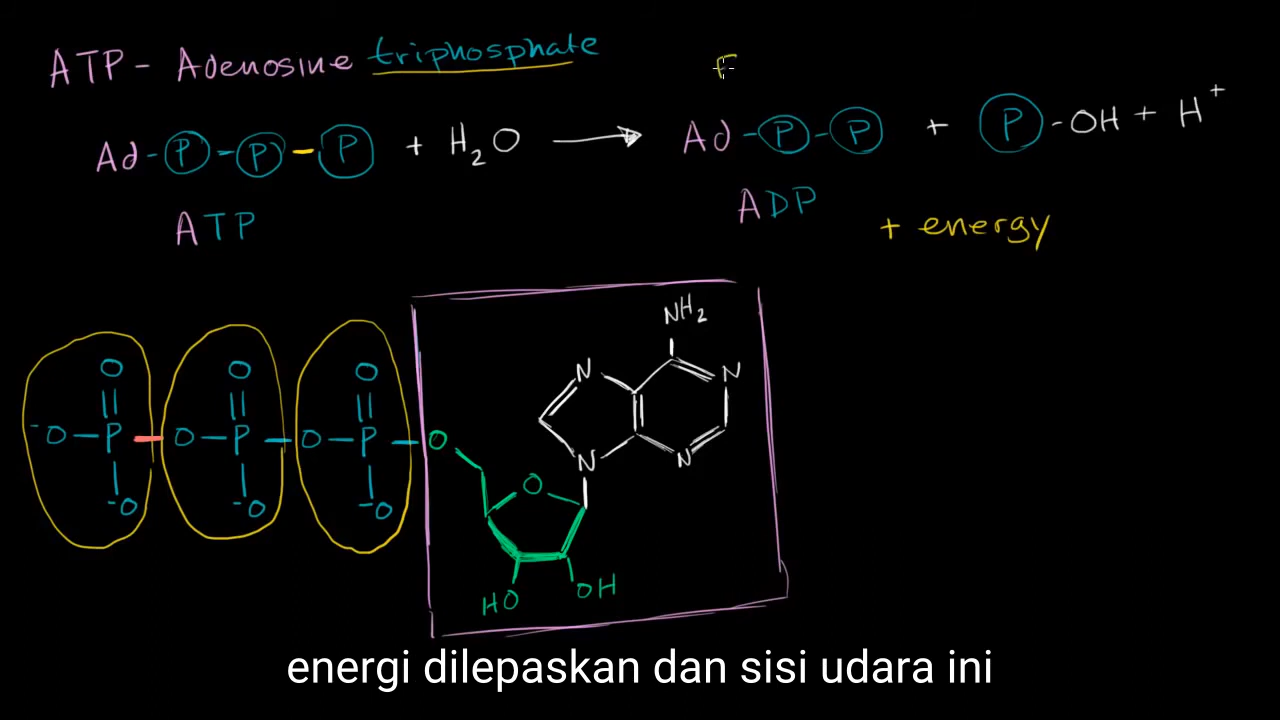 ATP - Adenosine triphosphate
Ad - P - P - P + H2O → Ad - P - P + P - OH + H+
ATP ADP + energy
NH2
O O O N N
-O - P - O - P - O - P - O
N N
-O -O -O O
HO OH
energi dilepaskan dan sisi udara ini